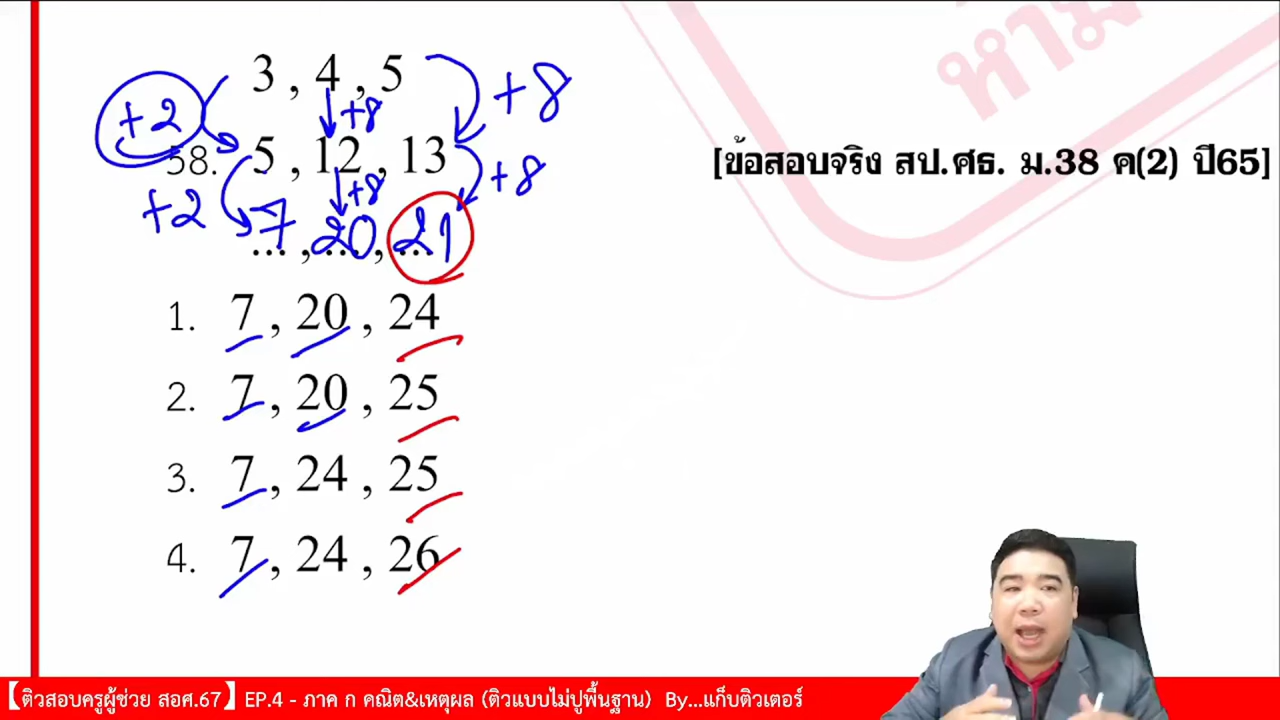 ห้าม
3 , 4 , 5
+8
+2
+8
58. 5 , 12 , 13
[ข้อสอบจริง สป.ศธ. ม.38 ค(2) ปี65]
+8
+8
+2
7 , 20 , 21
... , ... , ...
1. 7 , 20 , 24
2. 7 , 20 , 25
3. 7 , 24 , 25
4. 7 , 24 , 26
【ติวสอบครูผู้ช่วย สอศ.67】 EP.4 - ภาค ก คณิต&เหตุผล (ติวแบบไม่ปูพื้นฐาน) By...แก็บติวเตอร์